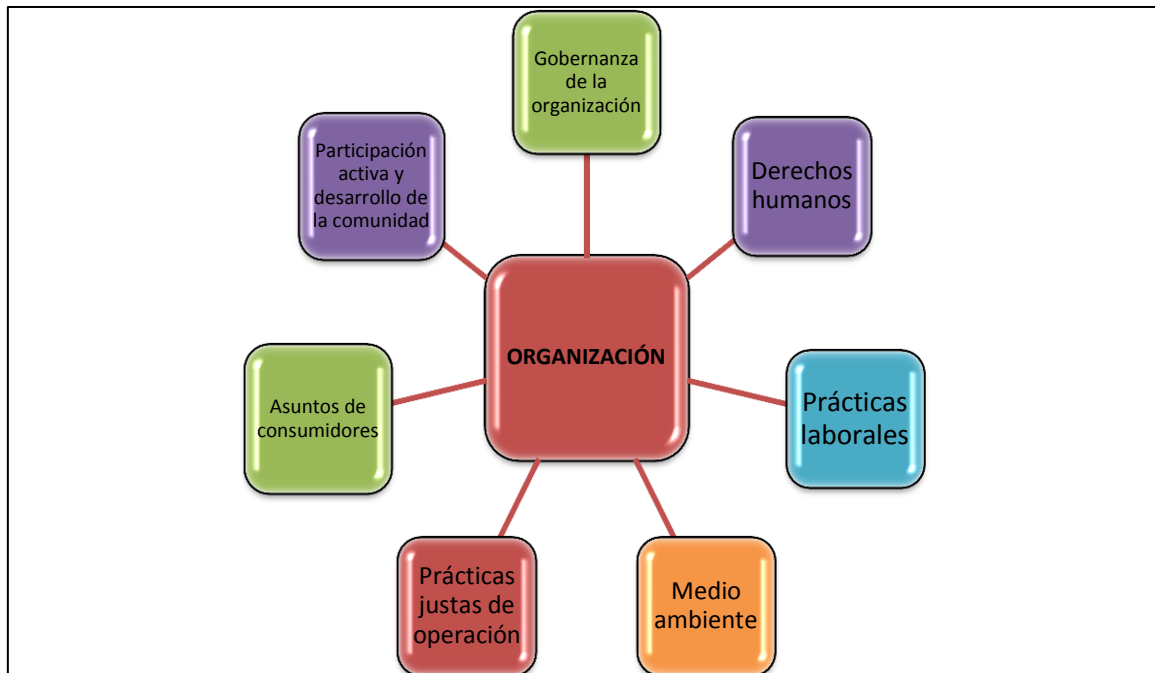 Gobernanza
de la
organización
Participación
activa y
desarrollo de
la comunidad
Derechos
humanos
ORGANIZACIÓN
Asuntos de
consumidores
Prácticas
laborales
Prácticas
justas de
operación
Medio
ambiente